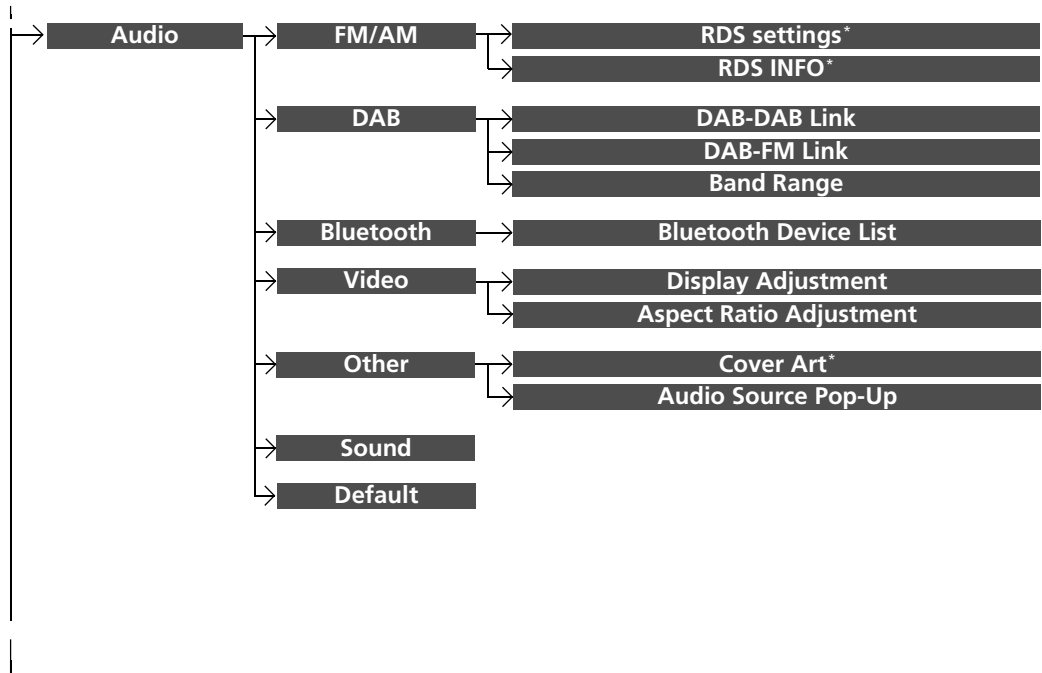 Audio
FM/AM
RDS settings*
RDS INFO*
DAB
DAB-DAB Link
DAB-FM Link
Band Range
Bluetooth
Bluetooth Device List
Video
Display Adjustment
Aspect Ratio Adjustment
Other
Cover Art*
Audio Source Pop-Up
Sound
Default